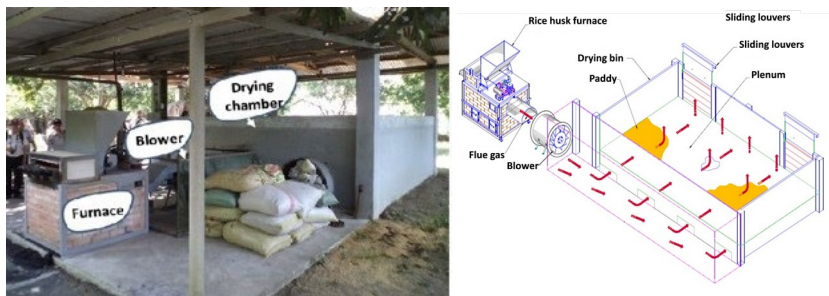 Drying
chamber
Blower
Furnace
Rice husk furnace
Sliding louvers
Sliding louvers
Drying bin
Paddy
Plenum
Flue gas
Blower